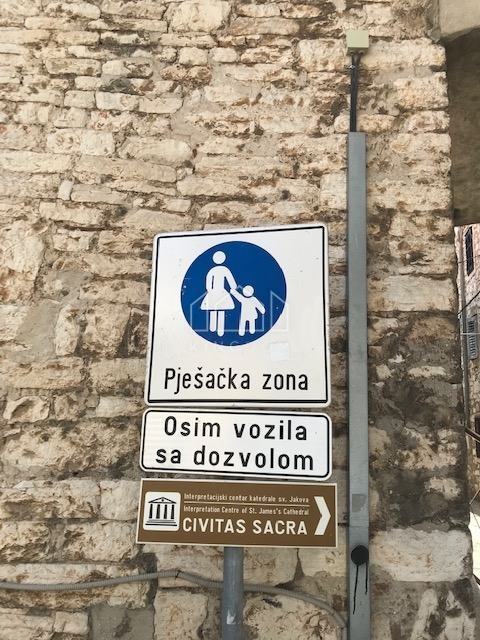 Pješačka zona
Osim vozila
sa dozvolom
Interpretacijski centar katedrale sv. Jakova
Interpretation Centre of St. James's Cathedral
CIVITAS SACRA